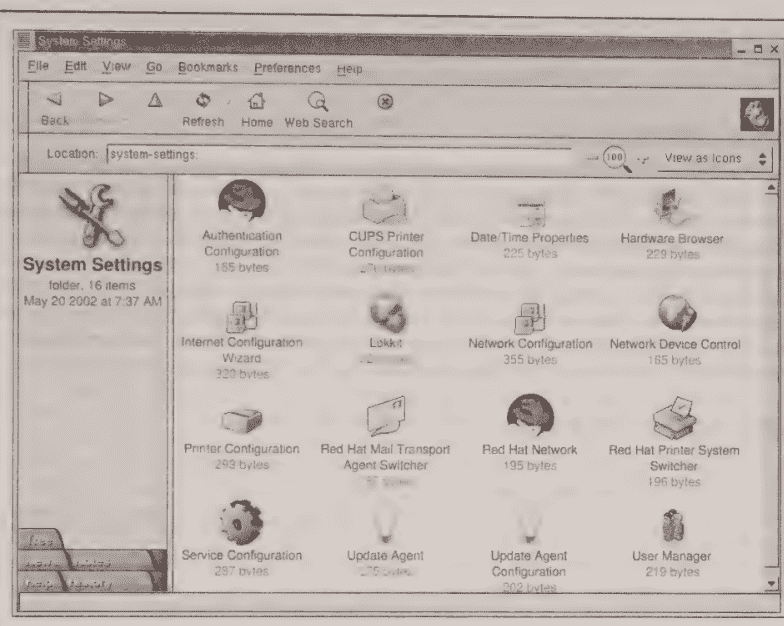 System Settings
File Edit View Go Bookmarks Preferences Help
Back Refresh Home Web Search
Location: system-settings: 100 View as Icons
System Settings
folder, 16 items
May 20 2002 at 7:37 AM
Authentication Configuration
165 bytes
CUPS Printer Configuration
Date/Time Properties
225 bytes
Hardware Browser
229 bytes
Internet Configuration Wizard
Lokkit
Network Configuration
355 bytes
Network Device Control
165 bytes
Printer Configuration
293 bytes
Red Hat Mail Transport Agent Switcher
Red Hat Network
195 bytes
Red Hat Printer System Switcher
196 bytes
Service Configuration
287 bytes
Update Agent
Update Agent Configuration
202 bytes
User Manager
219 bytes
Help